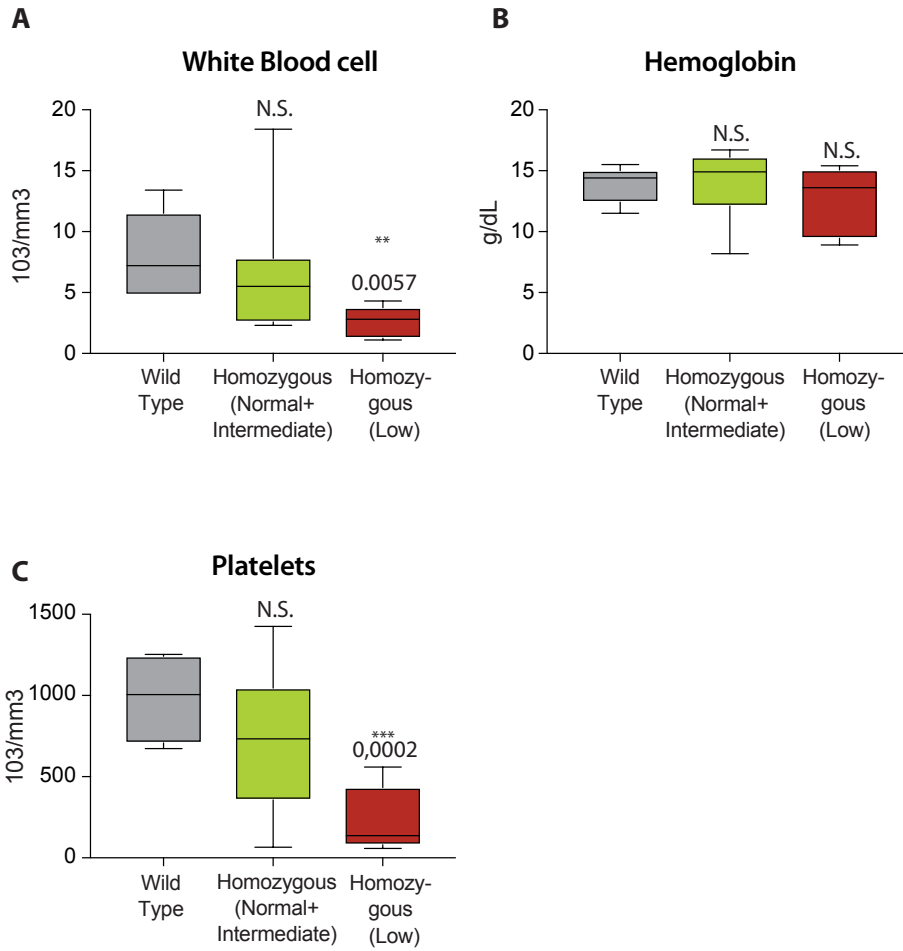 A
White Blood cell
N.S.
20
15
10
5
0
103/mm3
**
0.0057
Wild
Type
Homozygous
(Normal+
Intermediate)
Homozy-
gous
(Low)
B
Hemoglobin
N.S.
N.S.
20
15
10
5
0
g/dL
Wild
Type
Homozygous
(Normal+
Intermediate)
Homozy-
gous
(Low)
C
Platelets
N.S.
1500
1000
500
0
103/mm3
***
0,0002
Wild
Type
Homozygous
(Normal+
Intermediate)
Homozy-
gous
(Low)